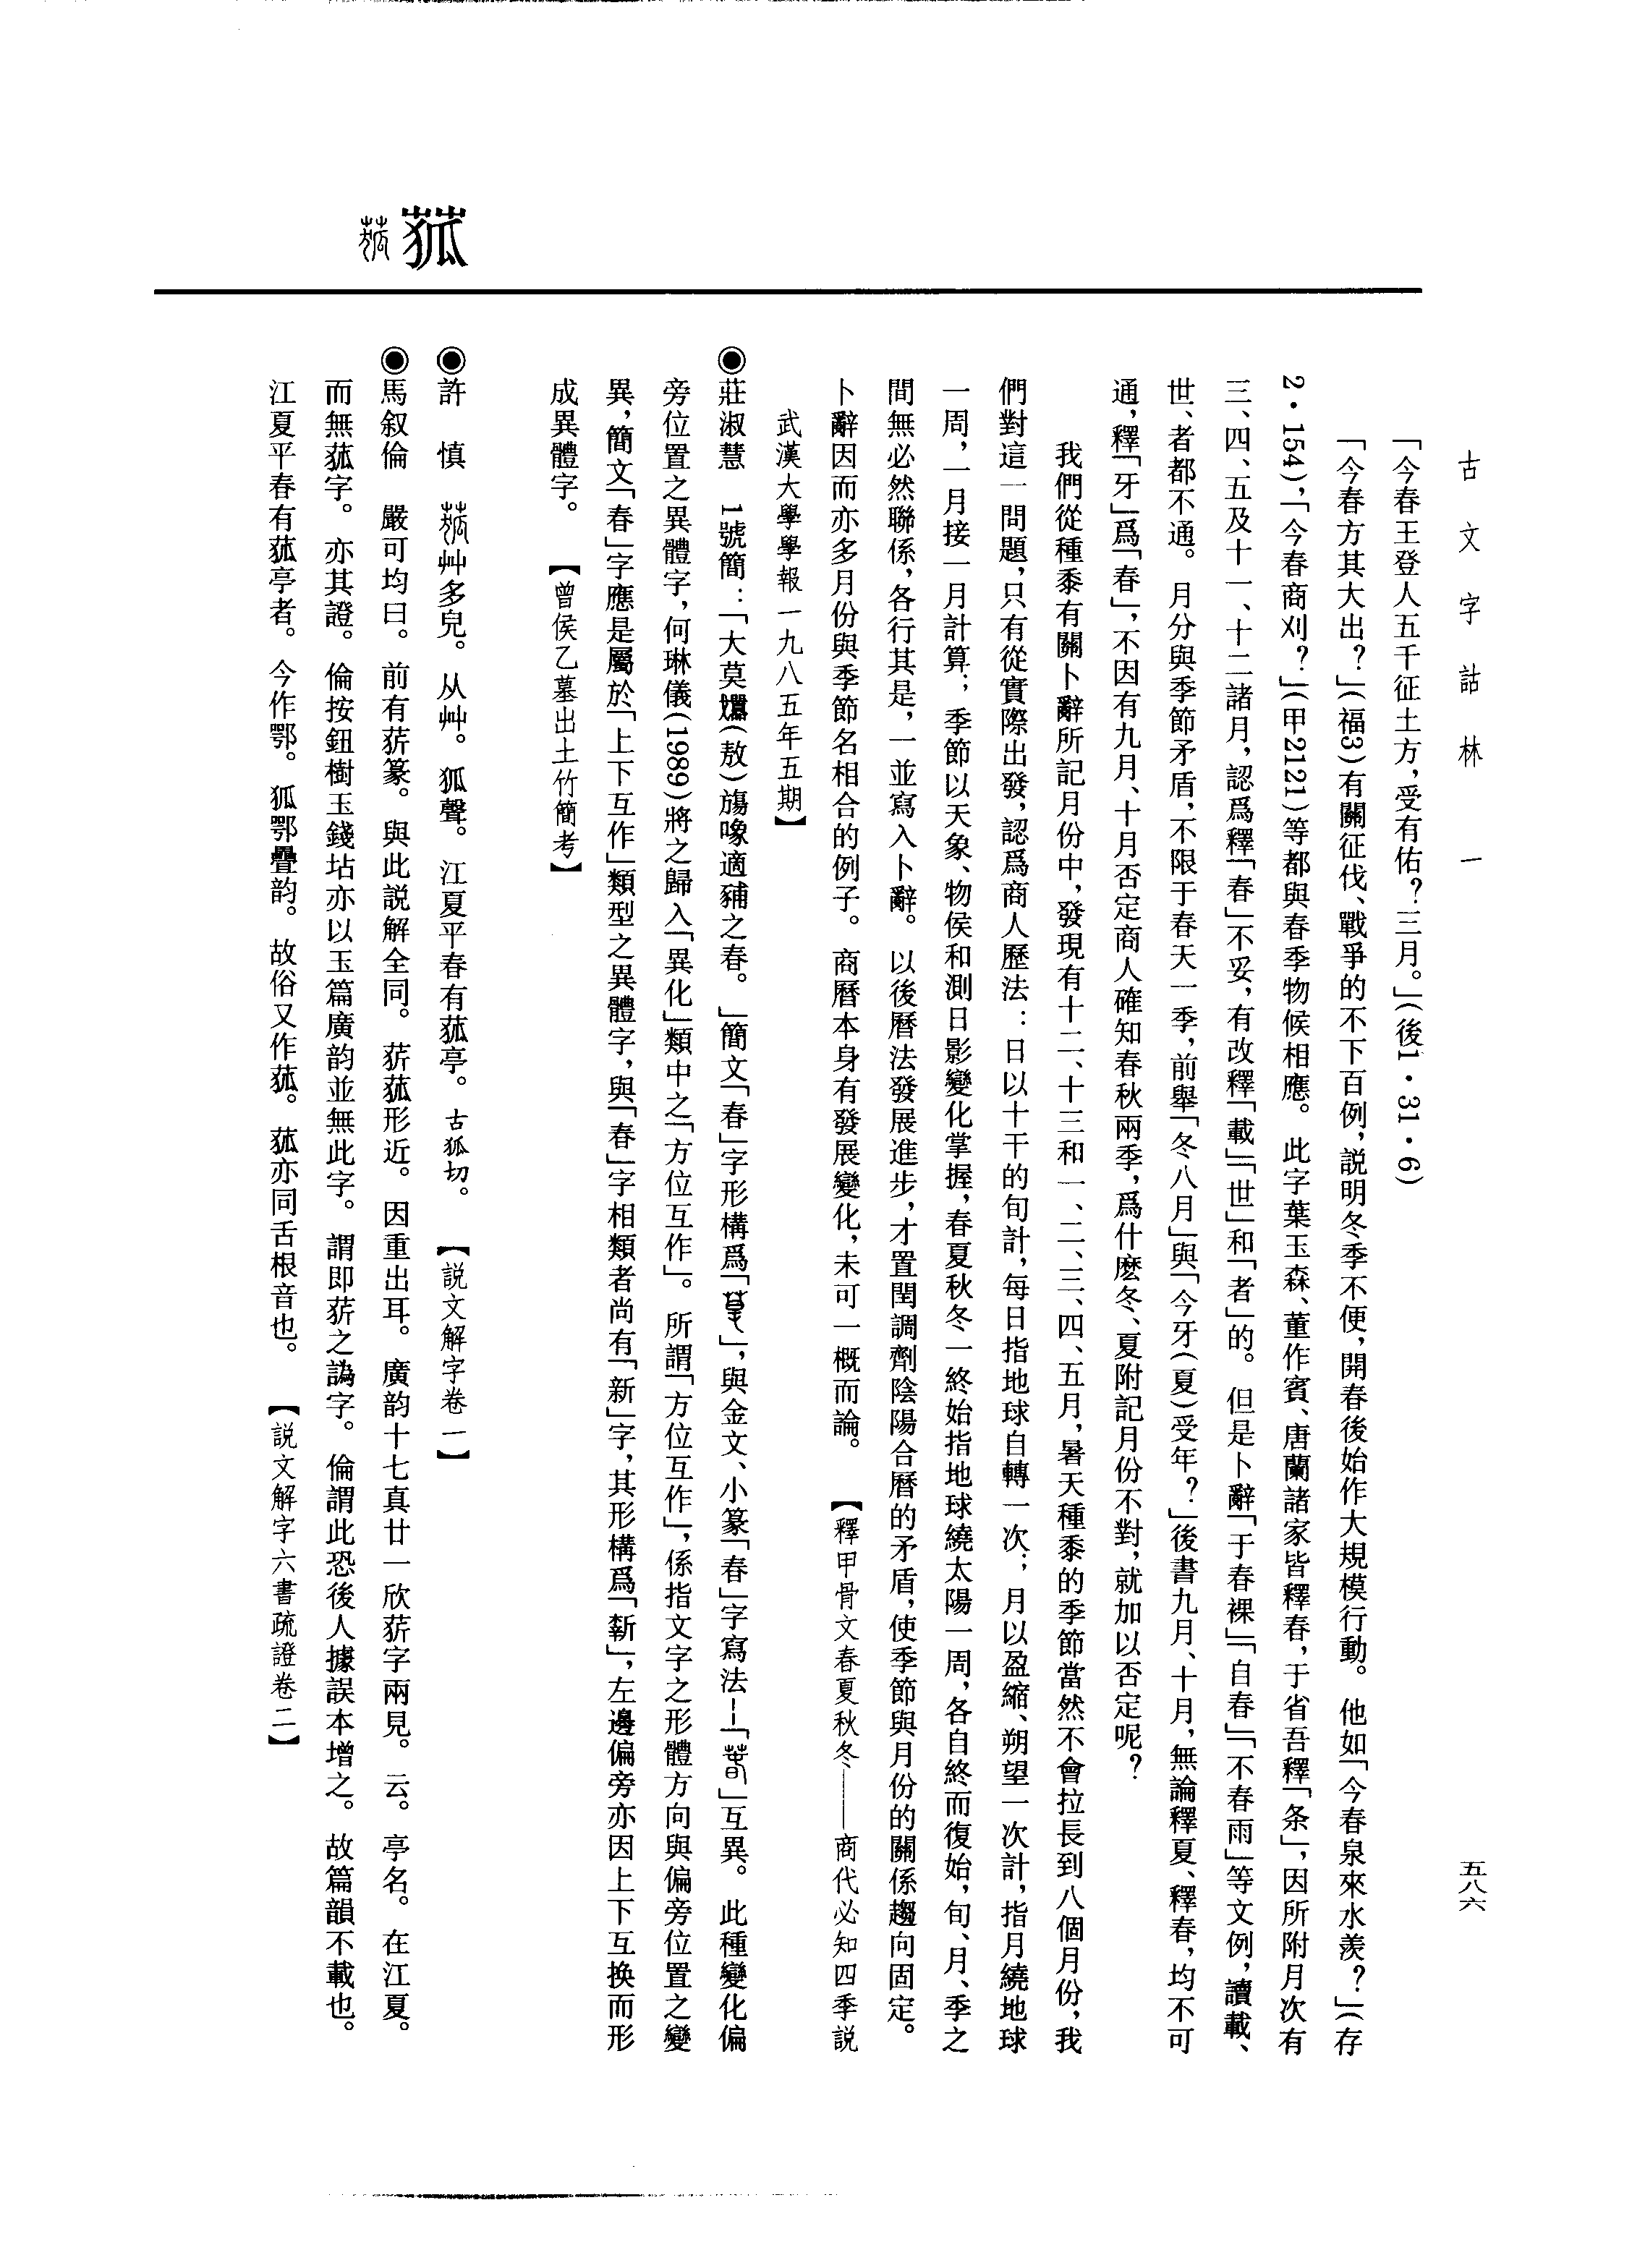 古文字詁林 一
五八六
「今春王登人五千征土方，受有佑？三月。」(後1·31·6)
「今春方其大出？」(福3)有關征伐、戰爭的不下百例，説明冬季不便，開春後始作大規模行動。他如「今春泉來水羨？」(存
2·154)，「今春商刈？」(甲2121)等都與春季物候相應。此字葉玉森、董作賓、唐蘭諸家皆釋春，于省吾釋「条」，因所附月次有
三、四、五及十一、十二諸月，認爲釋「春」不妥，有改釋「載」「世」和「者」的。但是卜辭「于春祼」「自春」「不春雨」等文例，讀載、
世、者都不通。月分與季節矛盾，不限于春天一季，前舉「冬八月」與「今牙(夏)受年？」後書九月、十月，無論釋夏、釋春，均不可
通，釋「牙」爲「春」，不因有九月、十月否定商人確知春秋兩季，爲什麽冬、夏附記月份不對，就加以否定呢？
我們從種黍有關卜辭所記月份中，發現有十二、十三和一、二、三、四、五月，暑天種黍的季節當然不會拉長到八個月份，我
們對這一問題，只有從實際出發，認爲商人歷法：日以十干的旬計，每日指地球自轉一次；月以盈縮、朔望一次計，指月繞地球
一周，一月接一月計算；季節以天象、物侯和測日影變化掌握，春夏秋冬一終始指地球繞太陽一周，各自終而復始，旬、月、季之
間無必然聯係，各行其是，一並寫入卜辭。以後曆法發展進步，才置閏調劑陰陽合曆的矛盾，使季節與月份的關係趨向固定。
卜辭因而亦多月份與季節名相合的例子。商曆本身有發展變化，未可一概而論。【釋甲骨文春夏秋冬——商代必知四季説
武漢大學學報一九八五年五期】
◉莊淑慧 1號簡：「大莫(敖)喙適之春。」簡文「春」字形構爲「」，與金文、小篆「春」字寫法--「」互異。此種變化偏
旁位置之異體字，何琳儀(1989)將之歸入「異化」類中之「方位互作」。所謂「方位互作」，係指文字之形體方向與偏旁位置之變
異，簡文「春」字應是屬於「上下互作」類型之異體字，與「春」字相類者尚有「新」字，其形構爲「」，左邊偏旁亦因上下互换而形
成異體字。【曾侯乙墓出土竹簡考】
菰
◉許 慎 艸多皃。从艸。狐聲。江夏平春有菰亭。古狐切。【説文解字卷一】
◉馬叙倫 嚴可均曰。前有菥篆。與此説解全同。菥形近。因重出耳。廣韵十七真廿一欣字兩見。云。亭名。在江夏。
而無字。亦其證。倫按鈕樹玉錢坫亦以玉篇廣韵並無此字。謂即之譌字。倫謂此恐後人據誤本增之。故篇韻不載也。
江夏平春有亭者。今作鄂。狐鄂疊韵。故俗又作。亦同舌根音也。【説文解字六書疏證卷二】